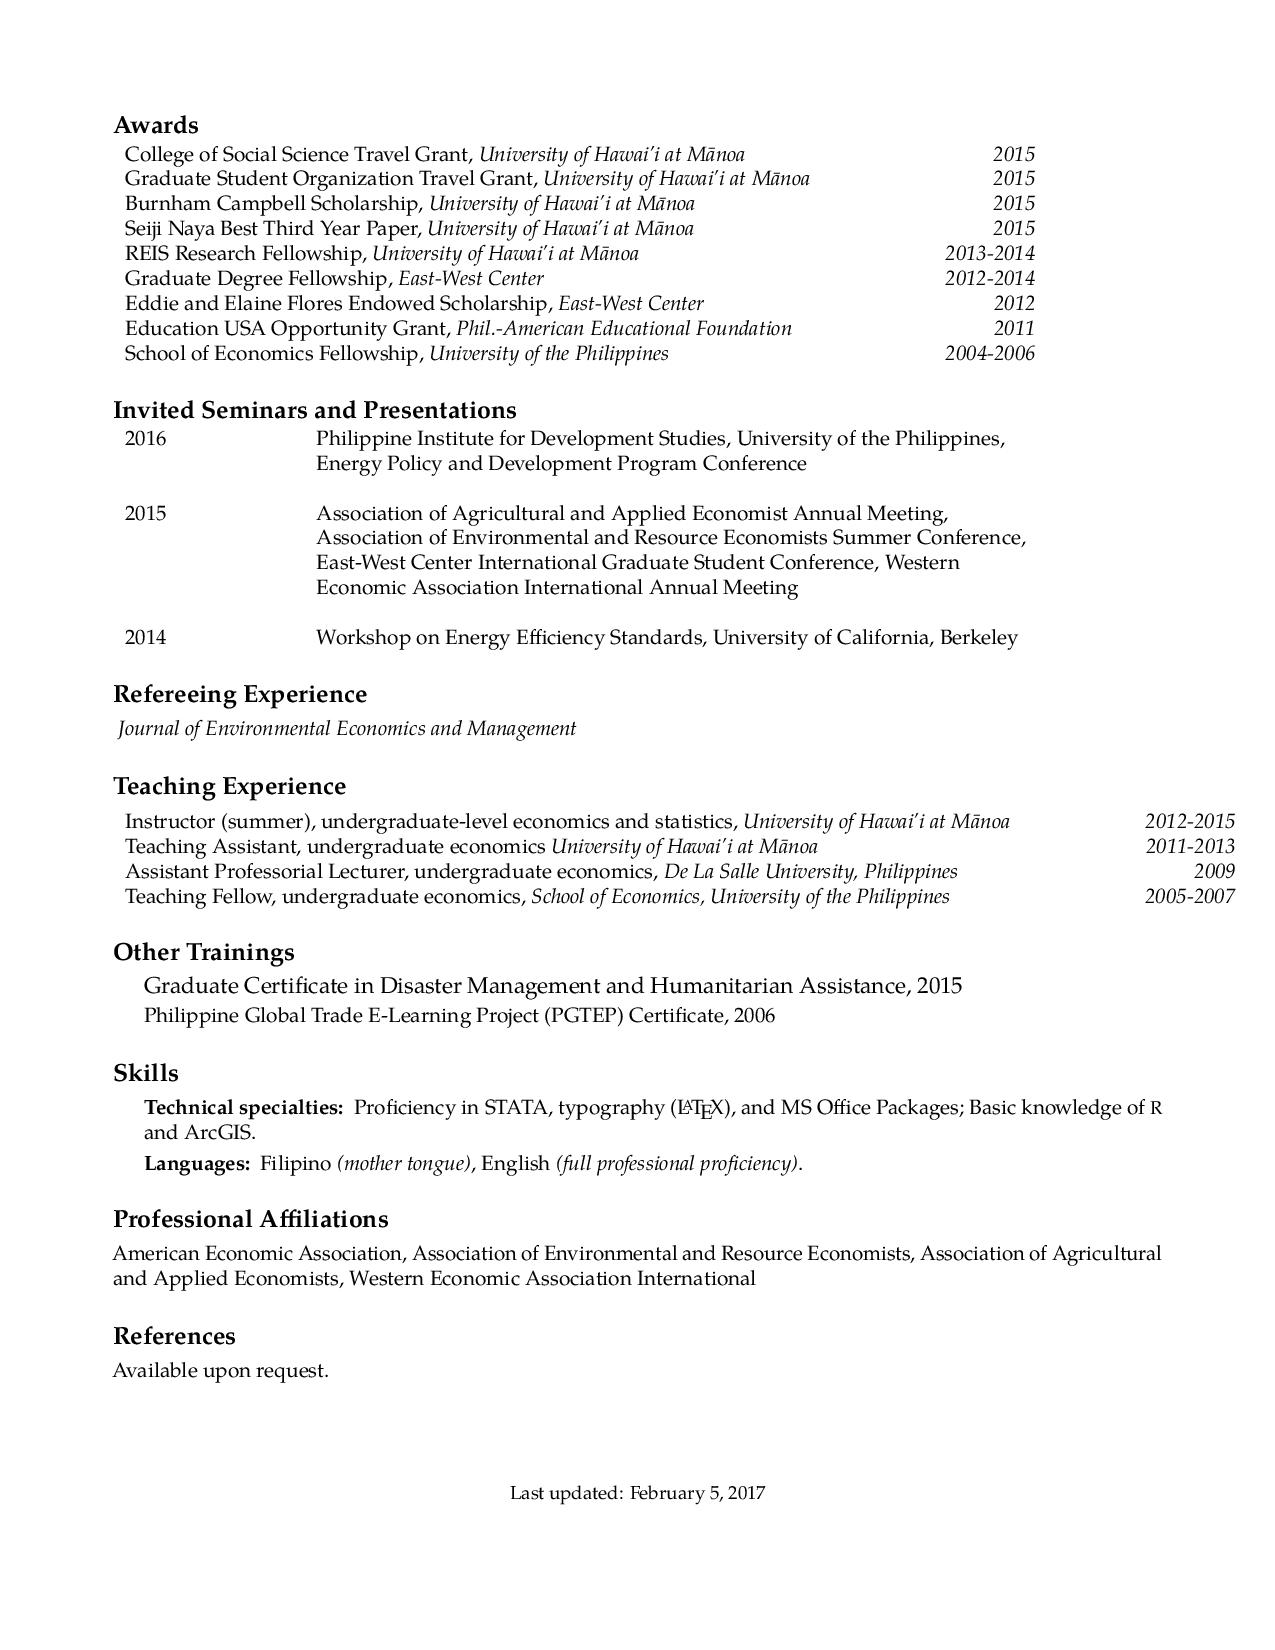 Awards
College of Social Science Travel Grant, University of Hawai'i at Mānoa 2015
Graduate Student Organization Travel Grant, University of Hawai'i at Mānoa 2015
Burnham Campbell Scholarship, University of Hawai'i at Mānoa 2015
Seiji Naya Best Third Year Paper, University of Hawai'i at Mānoa 2015
REIS Research Fellowship, University of Hawai'i at Mānoa 2013-2014
Graduate Degree Fellowship, East-West Center 2012-2014
Eddie and Elaine Flores Endowed Scholarship, East-West Center 2012
Education USA Opportunity Grant, Phil.-American Educational Foundation 2011
School of Economics Fellowship, University of the Philippines 2004-2006
Invited Seminars and Presentations
2016 Philippine Institute for Development Studies, University of the Philippines,
Energy Policy and Development Program Conference
2015 Association of Agricultural and Applied Economist Annual Meeting,
Association of Environmental and Resource Economists Summer Conference,
East-West Center International Graduate Student Conference, Western
Economic Association International Annual Meeting
2014 Workshop on Energy Efficiency Standards, University of California, Berkeley
Refereeing Experience
Journal of Environmental Economics and Management
Teaching Experience
Instructor (summer), undergraduate-level economics and statistics, University of Hawai'i at Mānoa 2012-2015
Teaching Assistant, undergraduate economics University of Hawai'i at Mānoa 2011-2013
Assistant Professorial Lecturer, undergraduate economics, De La Salle University, Philippines 2009
Teaching Fellow, undergraduate economics, School of Economics, University of the Philippines 2005-2007
Other Trainings
Graduate Certificate in Disaster Management and Humanitarian Assistance, 2015
Philippine Global Trade E-Learning Project (PGTEP) Certificate, 2006
Skills
Technical specialties: Proficiency in STATA, typography (LATEX), and MS Office Packages; Basic knowledge of R
and ArcGIS.
Languages: Filipino (mother tongue), English (full professional proficiency).
Professional Affiliations
American Economic Association, Association of Environmental and Resource Economists, Association of Agricultural
and Applied Economists, Western Economic Association International
References
Available upon request.
Last updated: February 5, 2017